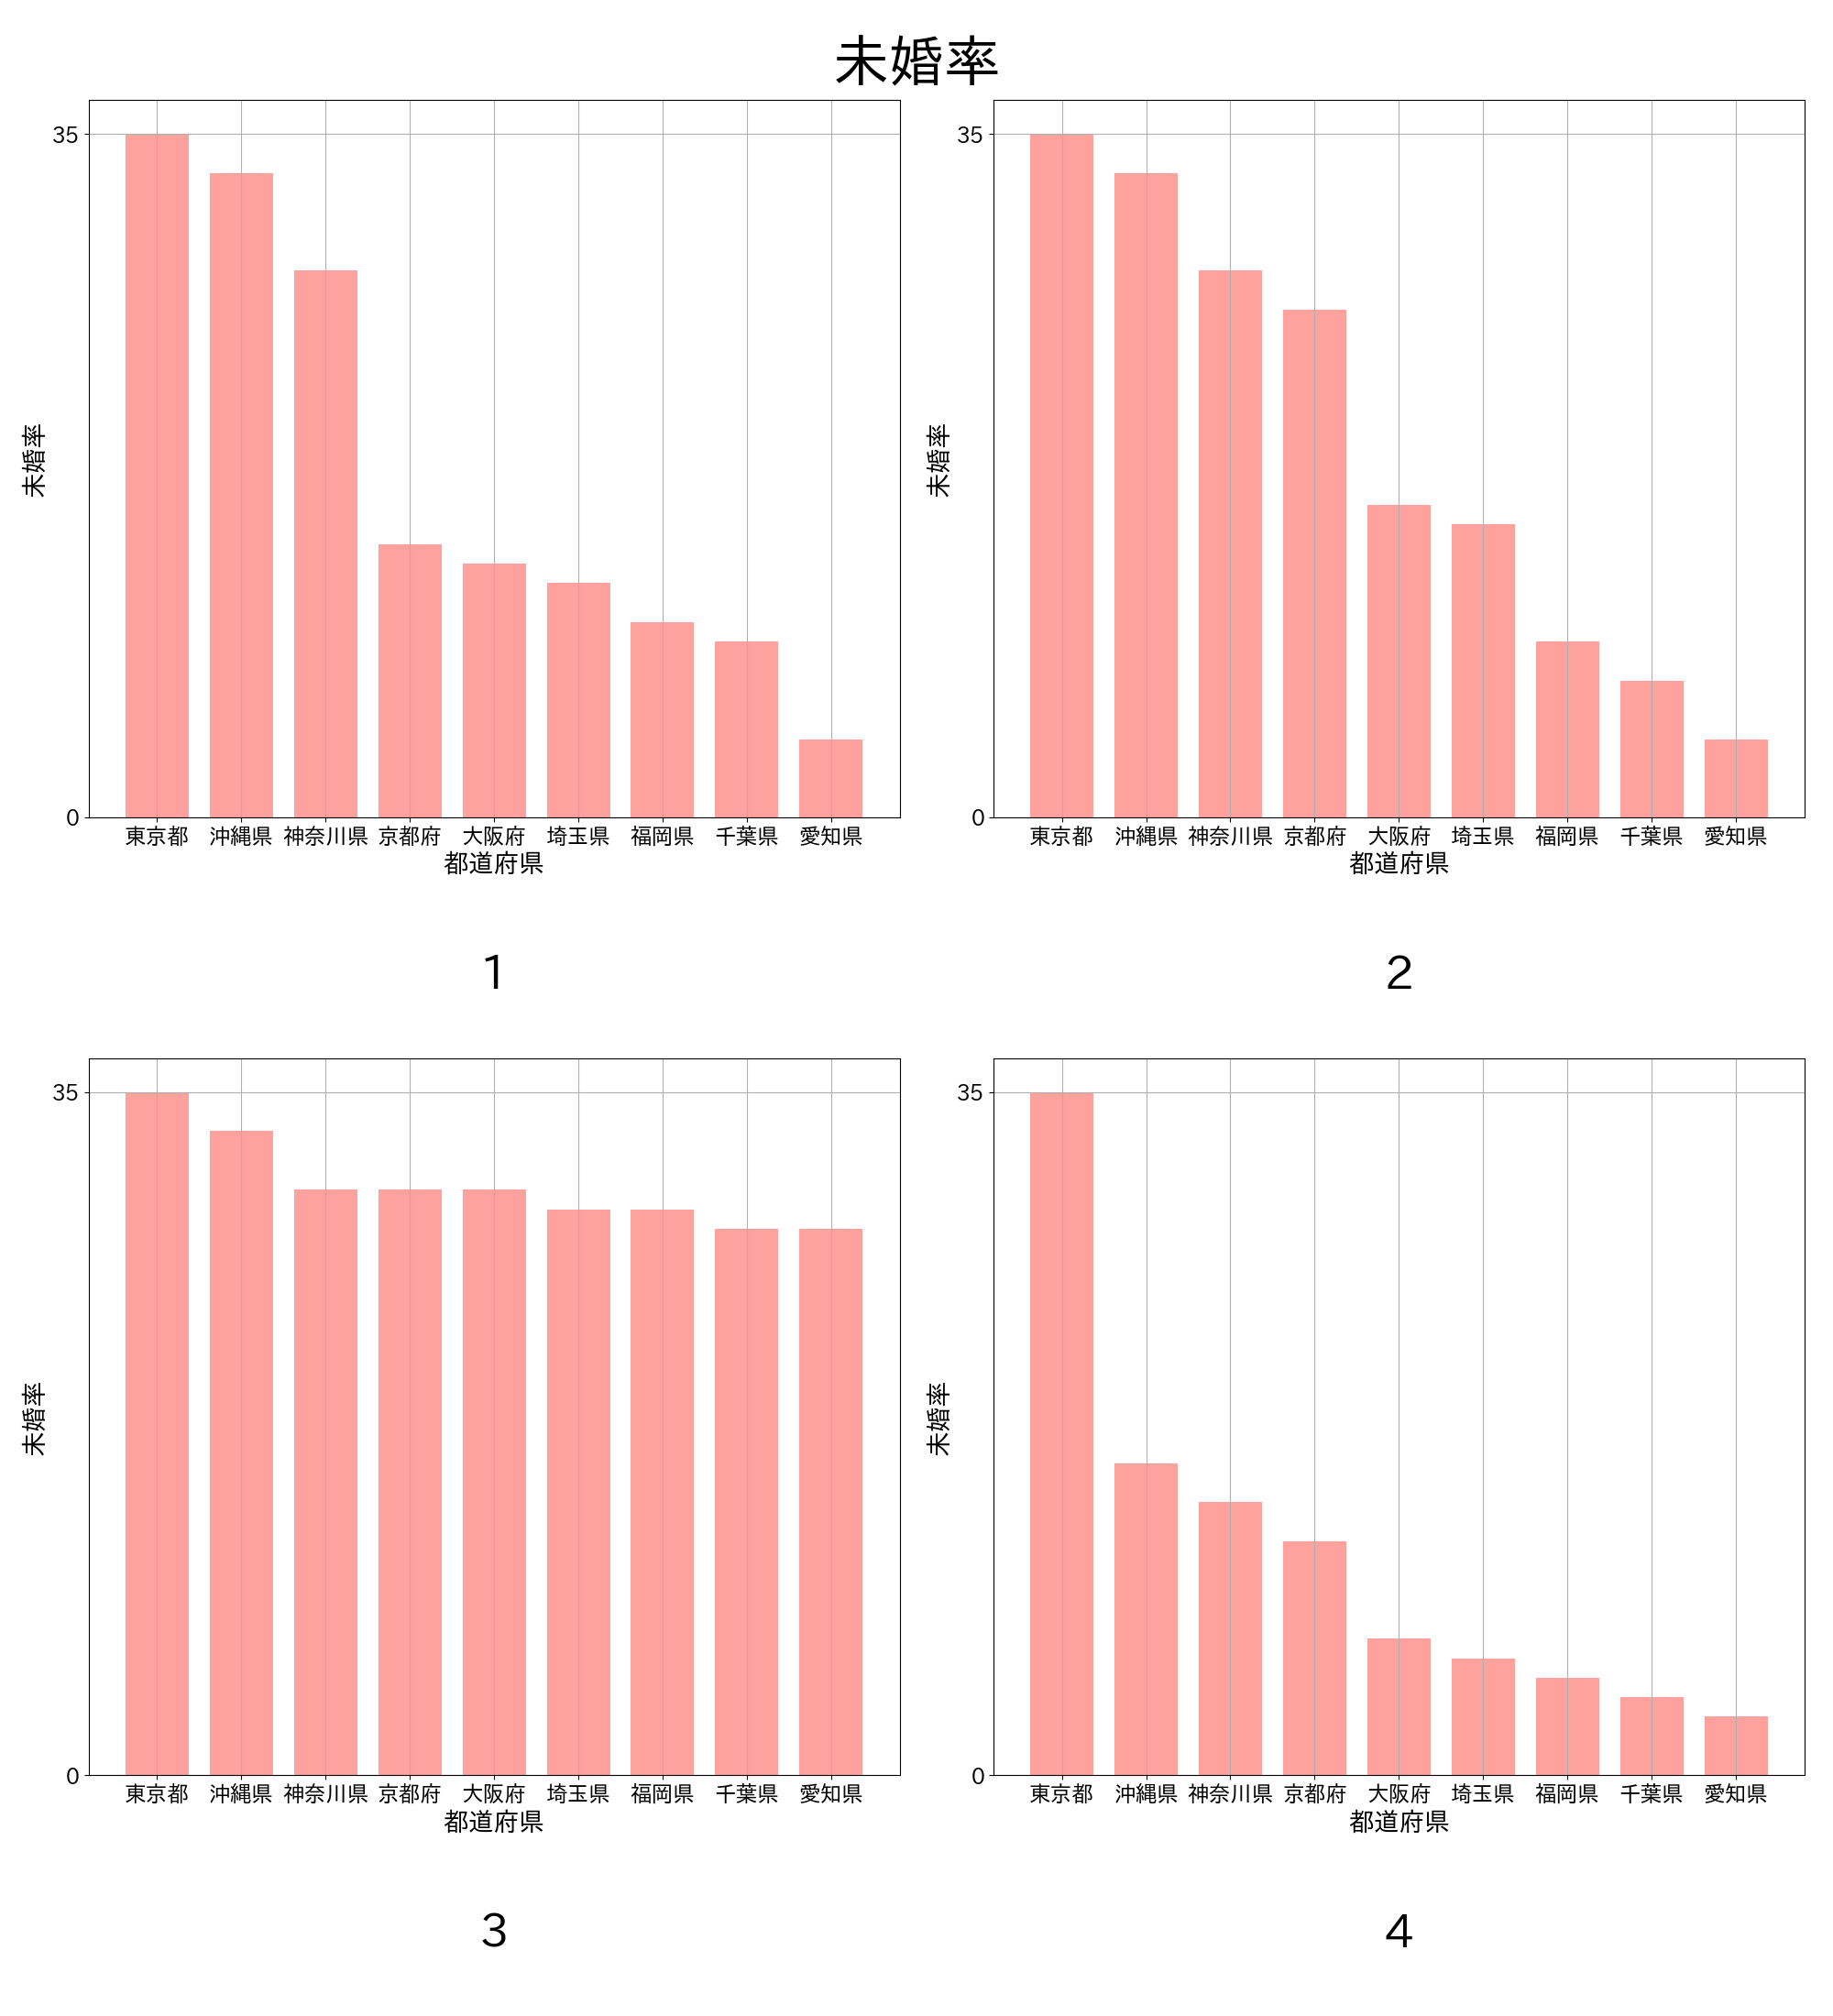 未婚率
35
0
未婚率
東京都 沖縄県 神奈川県 京都府 大阪府 埼玉県 福岡県 千葉県 愛知県
都道府県
1
35
0
未婚率
東京都 沖縄県 神奈川県 京都府 大阪府 埼玉県 福岡県 千葉県 愛知県
都道府県
2
35
0
未婚率
東京都 沖縄県 神奈川県 京都府 大阪府 埼玉県 福岡県 千葉県 愛知県
都道府県
3
35
0
未婚率
東京都 沖縄県 神奈川県 京都府 大阪府 埼玉県 福岡県 千葉県 愛知県
都道府県
4